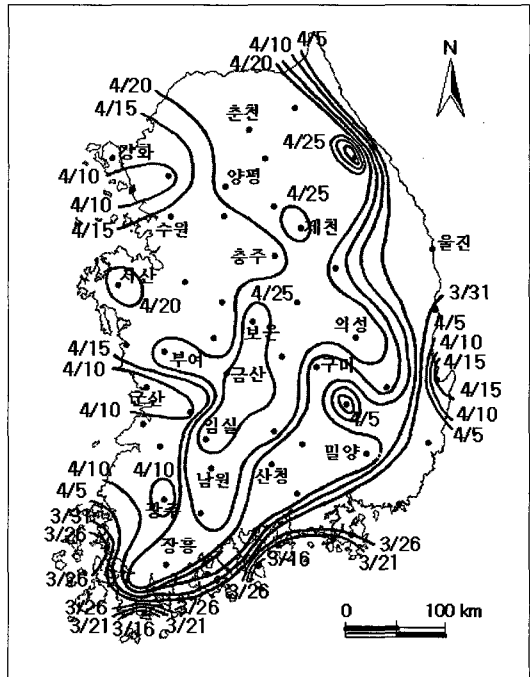 4/10
4/5
4/20
N
4/20
4/15
춘천
4/25
강화
4/10
양평
4/25
4/10
4/15
수원
제천
울진
충주
서산
4/20
3/31
4/25
4/5
보은
의성
4/10
4/15
4/15
부여
구미
4/10
금산
4/15
군산
4/5
4/10
4/10
임실
4/5
밀양
4/10
4/10
남원
산청
4/5
광주
3/31
3/26
장흥
3/26
3/16
3/21
3/26
3/26
3/26
3/26
0
100 km
3/21
3/16
3/21